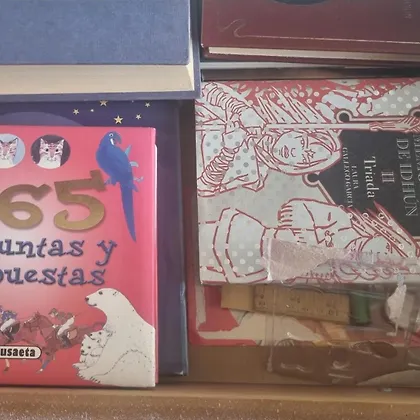 65
untas y
puestas
usaeta
DE IDHÚN
II
Tríada
LAURA
GALLEGO GARCÍA